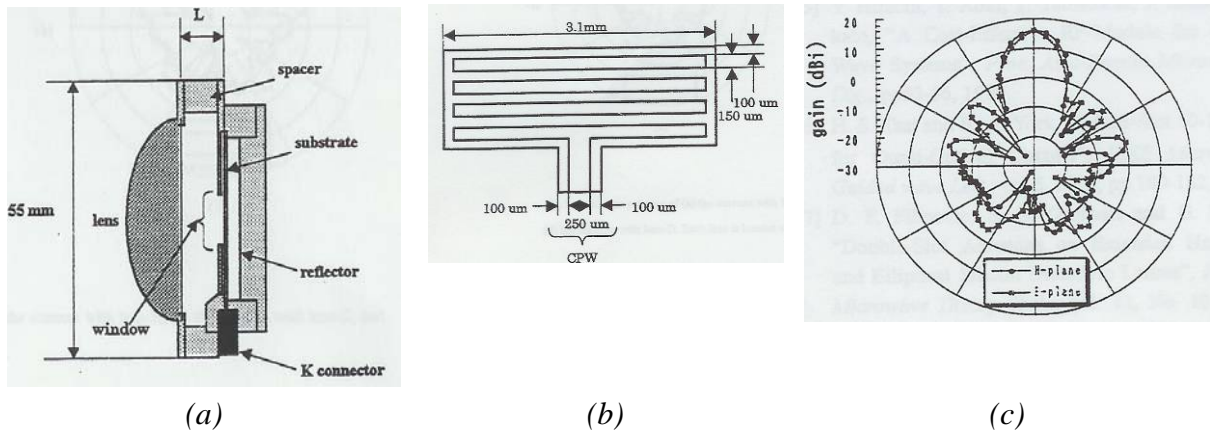 L
spacer
substrate
55 mm
lens
reflector
window
K connector
(a)
3.1mm
100 um
150 um
100 um
100 um
250 um
CPW
(b)
gain (dBi)
20
10
0
-10
-20
-30
H-plane
E-plane
(c)